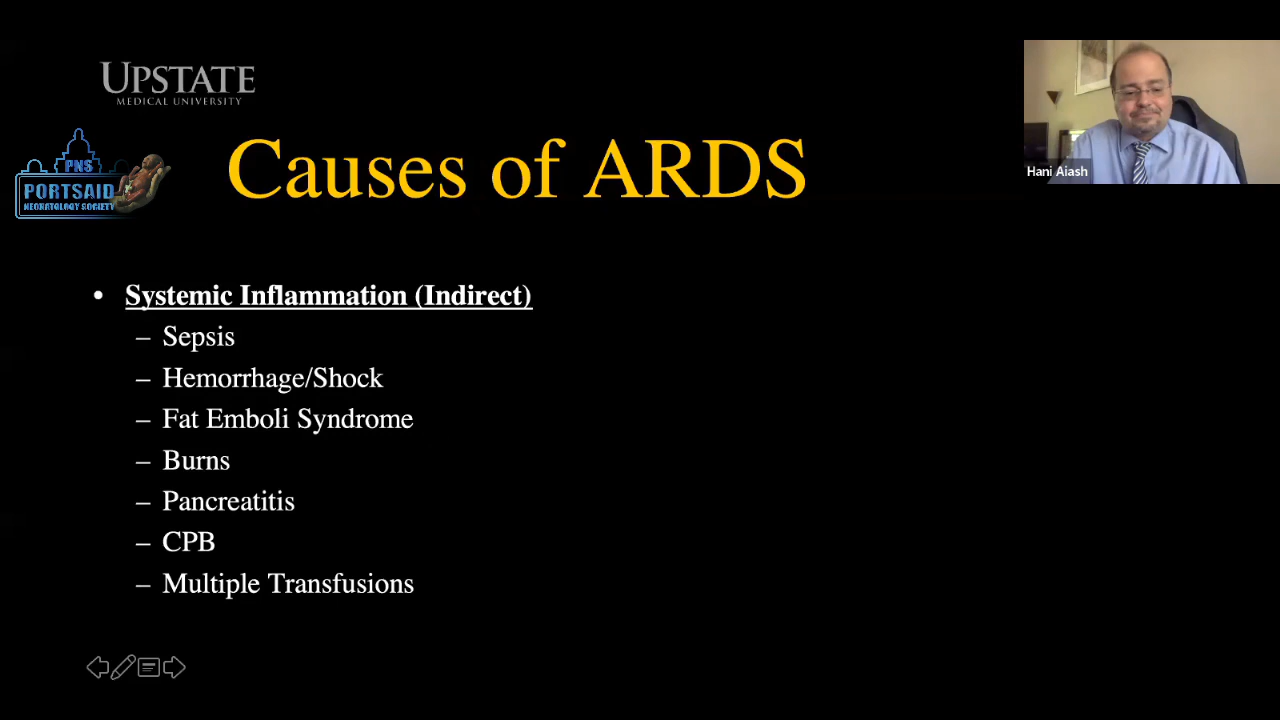 UPSTATE
MEDICAL UNIVERSITY
PNS
PORTSAID
NEONATOLOGY SOCIETY
Causes of ARDS
Hani Aiash
• Systemic Inflammation (Indirect)
– Sepsis
– Hemorrhage/Shock
– Fat Emboli Syndrome
– Burns
– Pancreatitis
– CPB
– Multiple Transfusions